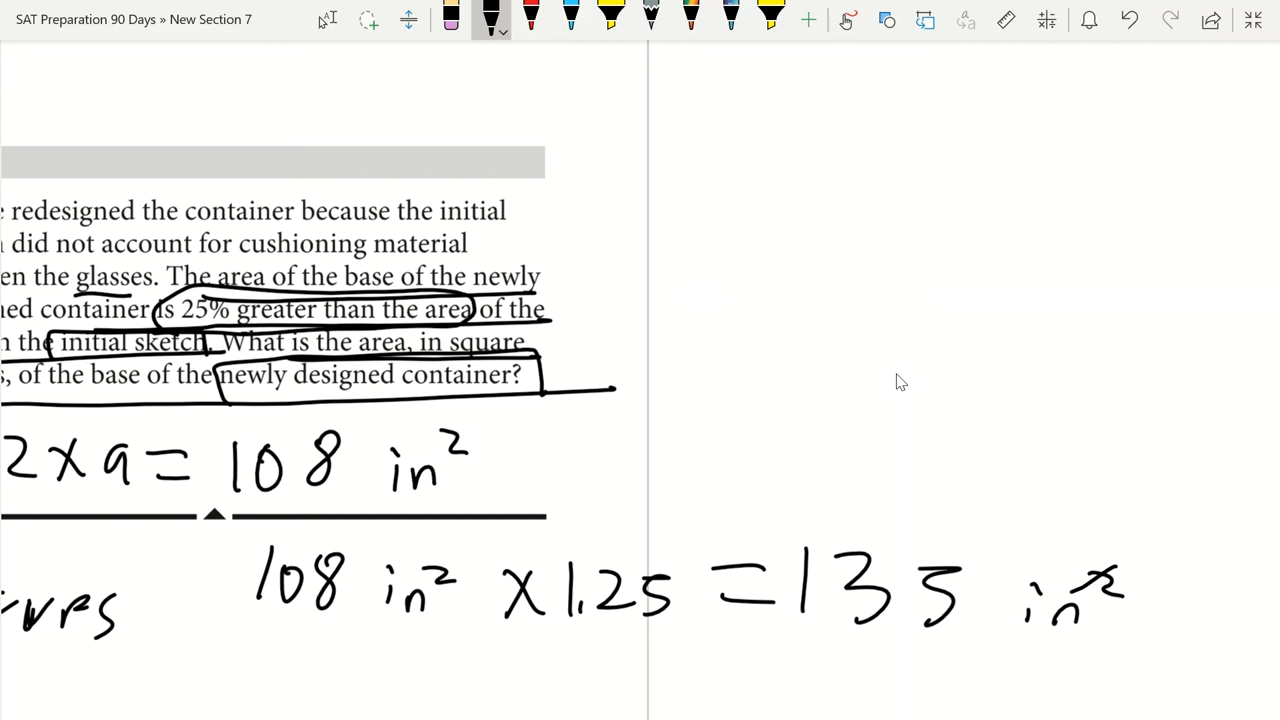 SAT Preparation 90 Days » New Section 7
redesigned the container because the initial
did not account for cushioning material
en the glasses. The area of the base of the newly
ned container is 25% greater than the area of the
n the initial sketch. What is the area, in square
s, of the base of the newly designed container?
2 x 9 = 108 in²
108 in² x 1.25 = 135 in²